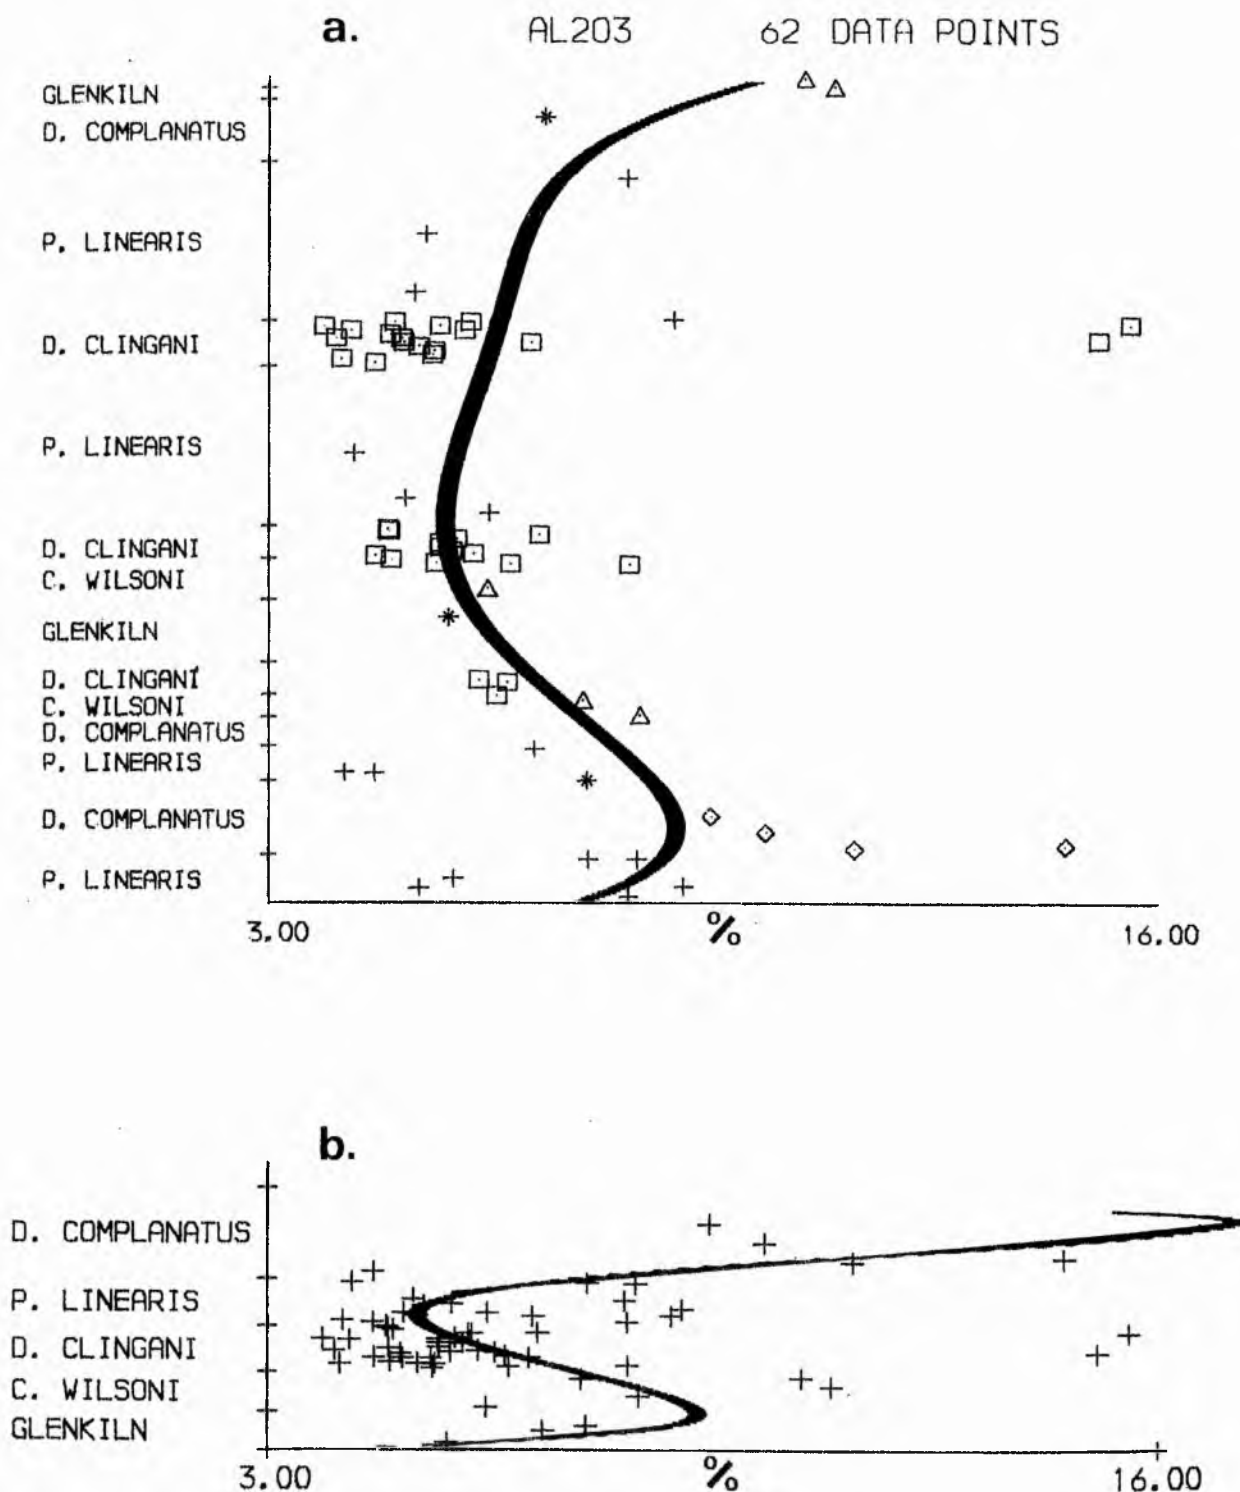 a.
AL2O3 62 DATA POINTS
GLENKILN
D. COMPLANATUS
P. LINEARIS
D. CLINGANI
P. LINEARIS
D. CLINGANI
C. WILSONI
GLENKILN
D. CLINGANI
C. WILSONI
D. COMPLANATUS
P. LINEARIS
D. COMPLANATUS
P. LINEARIS
3.00 % 16.00
b.
D. COMPLANATUS
P. LINEARIS
D. CLINGANI
C. WILSONI
GLENKILN
3.00 % 16.00